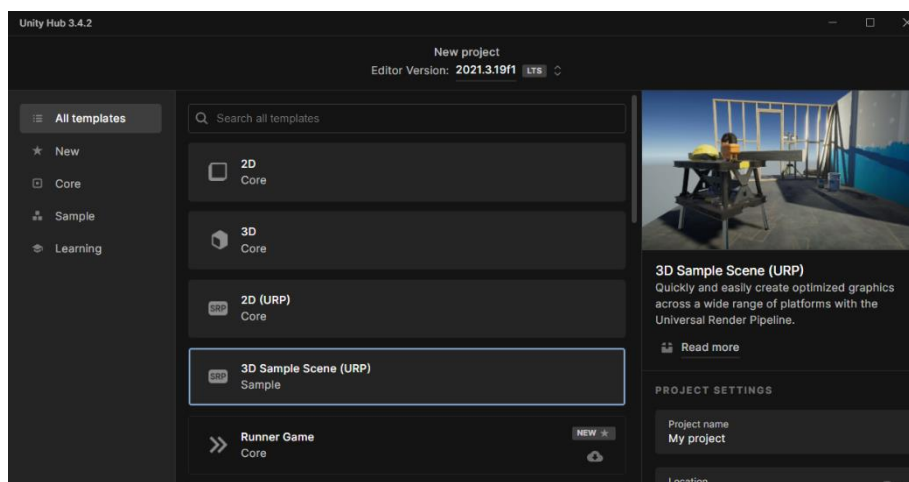 Unity Hub 3.4.2
New project
Editor Version: 2021.3.19f1 LTS
All templates
New
Core
Sample
Learning
Search all templates
2D
Core
3D
Core
SRP
2D (URP)
Core
SRP
3D Sample Scene (URP)
Sample
Runner Game
Core
NEW
3D Sample Scene (URP)
Quickly and easily create optimized graphics
across a wide range of platforms with the
Universal Render Pipeline.
Read more
PROJECT SETTINGS
Project name
My project
Location